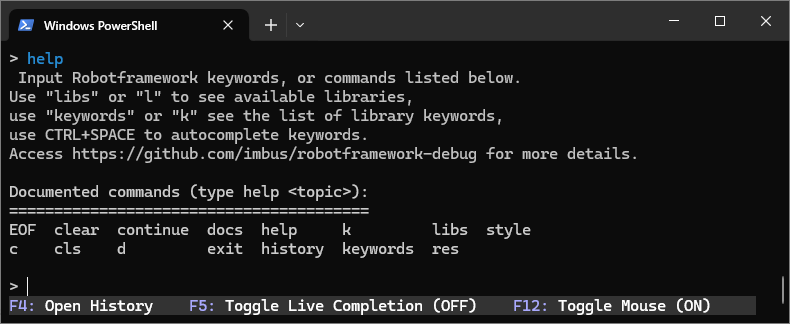 Windows PowerShell
> help
 Input Robotframework keywords, or commands listed below.
Use "libs" or "l" to see available libraries,
use "keywords" or "k" see the list of library keywords,
use CTRL+SPACE to autocomplete keywords.
Access https://github.com/imbus/robotframework-debug for more details.
Documented commands (type help <topic>):
========================================
EOF  clear  continue  docs  help     k         libs  style
c    cls    d         exit  history  keywords  res
>
F4: Open History    F5: Toggle Live Completion (OFF)    F12: Toggle Mouse (ON)